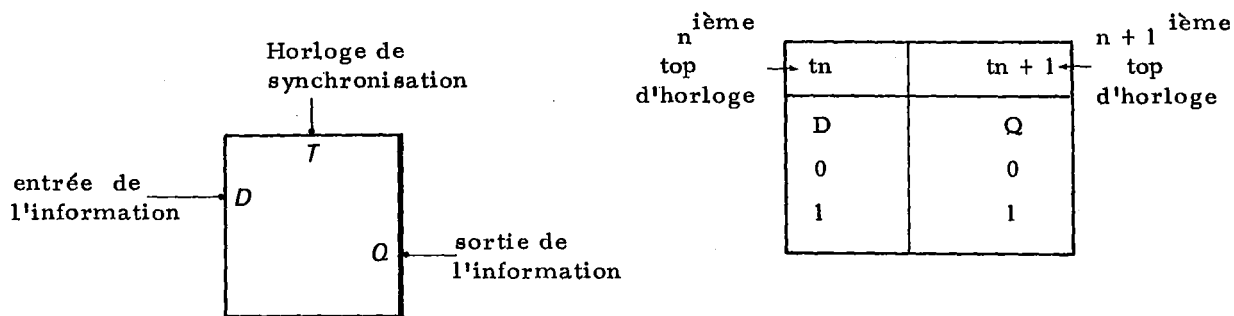 Horloge de
synchronisation
T
entrée de
l'information
D
Q
sortie de
l'information
n ième
top
d'horloge
tn
tn + 1
n + 1 ième
top
d'horloge
D Q
0 0
1 1